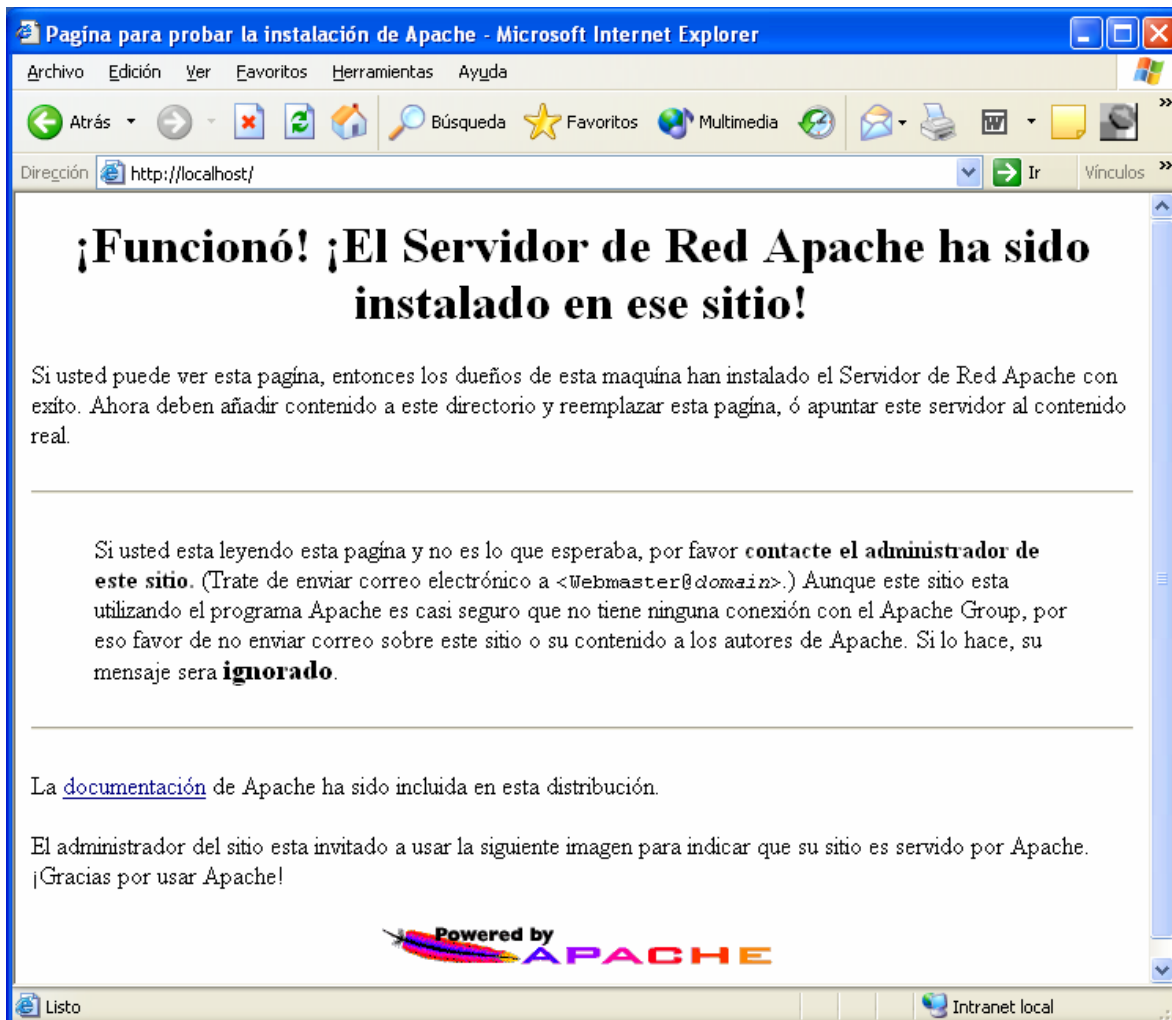 Pagína para probar la instalación de Apache - Microsoft Internet Explorer
Archivo Edición Ver Favoritos Herramientas Ayuda
Atrás Búsqueda Favoritos Multimedia »
Dirección http://localhost/ Ir Vínculos »
¡Funcionó! ¡El Servidor de Red Apache ha sido
instalado en ese sitio!
Si usted puede ver esta pagína, entonces los dueños de esta maquína han instalado el Servidor de Red Apache con
exíto. Ahora deben añadir contenido a este directorio y reemplazar esta pagína, ó apuntar este servidor al contenido
real.
Si usted esta leyendo esta pagína y no es lo que esperaba, por favor contacte el administrador de
este sitio. (Trate de enviar correo electrónico a <Webmaster@domain>.) Aunque este sitio esta
utilizando el programa Apache es casi seguro que no tiene ninguna conexión con el Apache Group, por
eso favor de no enviar correo sobre este sitio o su contenido a los autores de Apache. Si lo hace, su
mensaje sera ignorado.
La documentación de Apache ha sido incluida en esta distribución.
El administrador del sitio esta invitado a usar la siguiente imagen para indicar que su sitio es servido por Apache.
¡Gracias por usar Apache!
Powered by
APACHE
Listo Intranet local